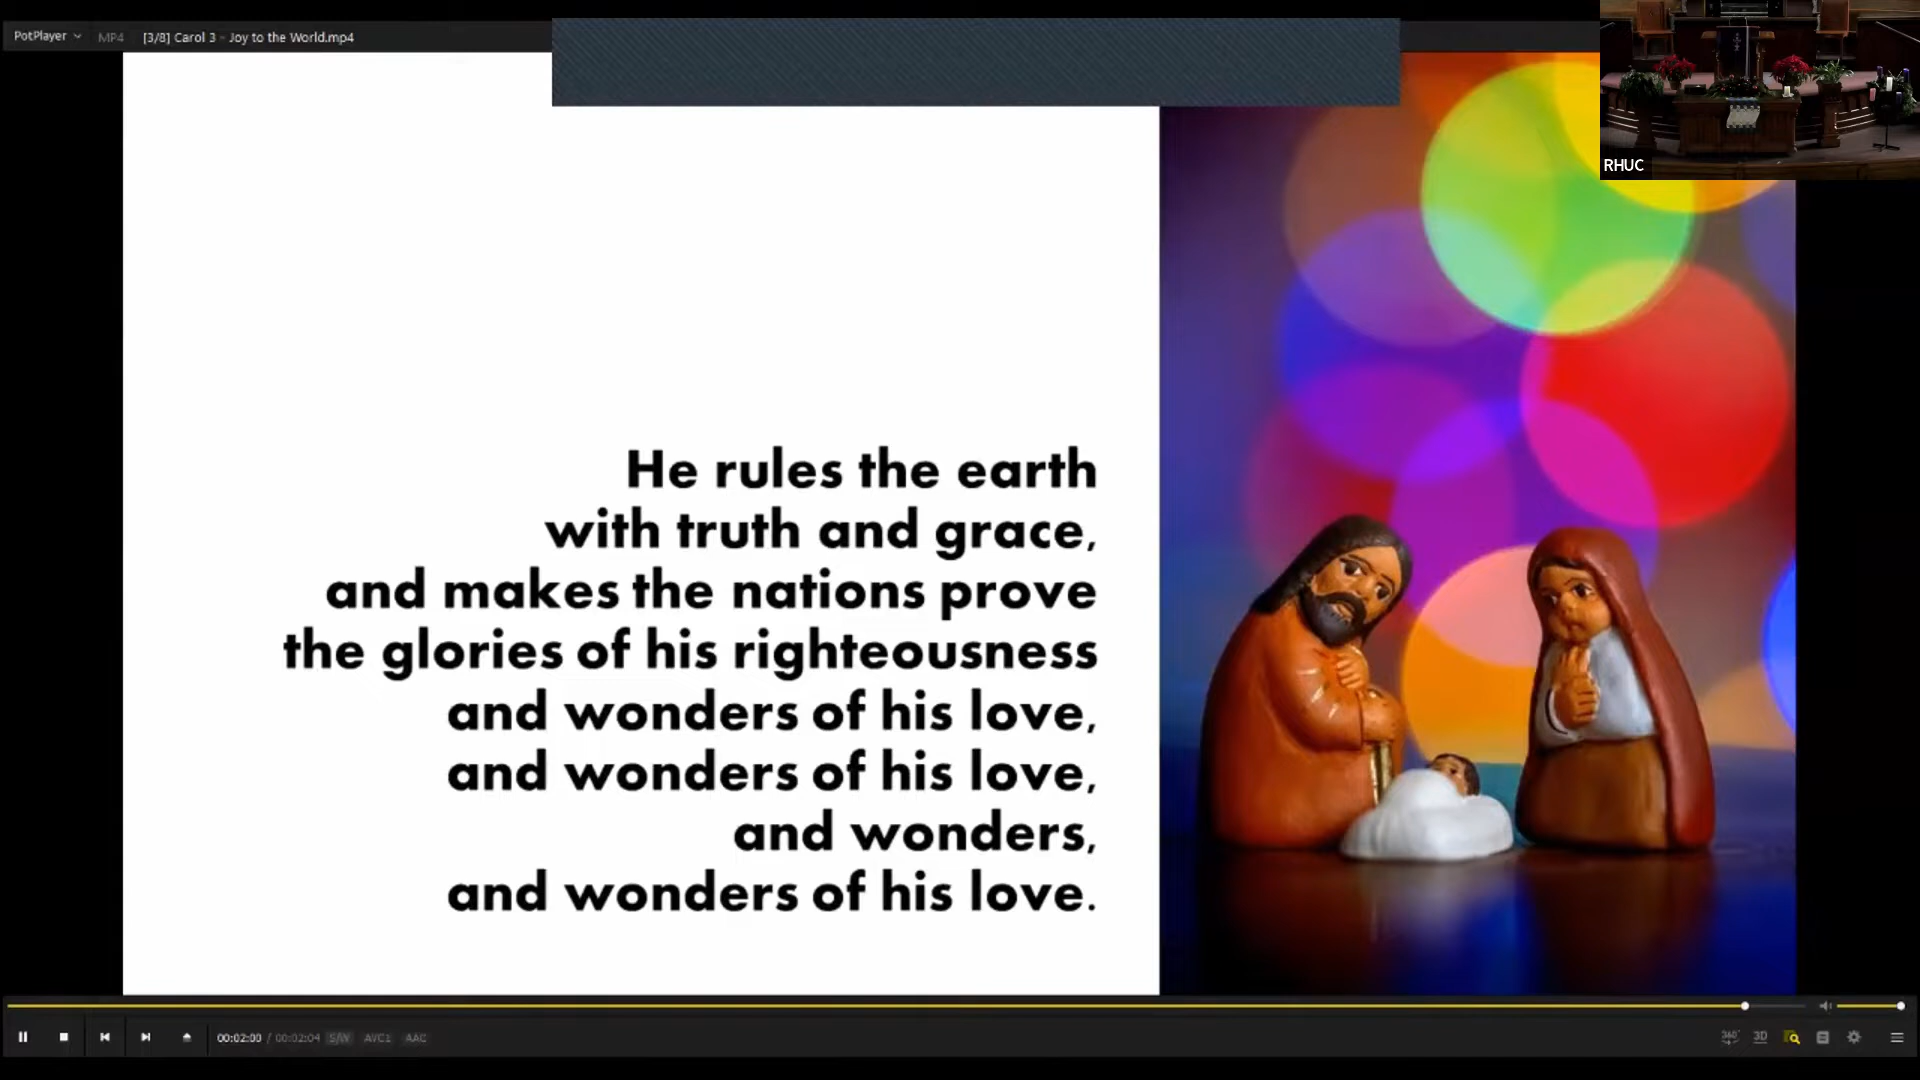 PotPlayer MP4 [3/8] Carol 3 - Joy to the World.mp4
RHUC
He rules the earth
with truth and grace,
and makes the nations prove
the glories of his righteousness
and wonders of his love,
and wonders of his love,
and wonders,
and wonders of his love.
00:02:00 / 00:02:04 S/W AVC1 AAC
360° 3D